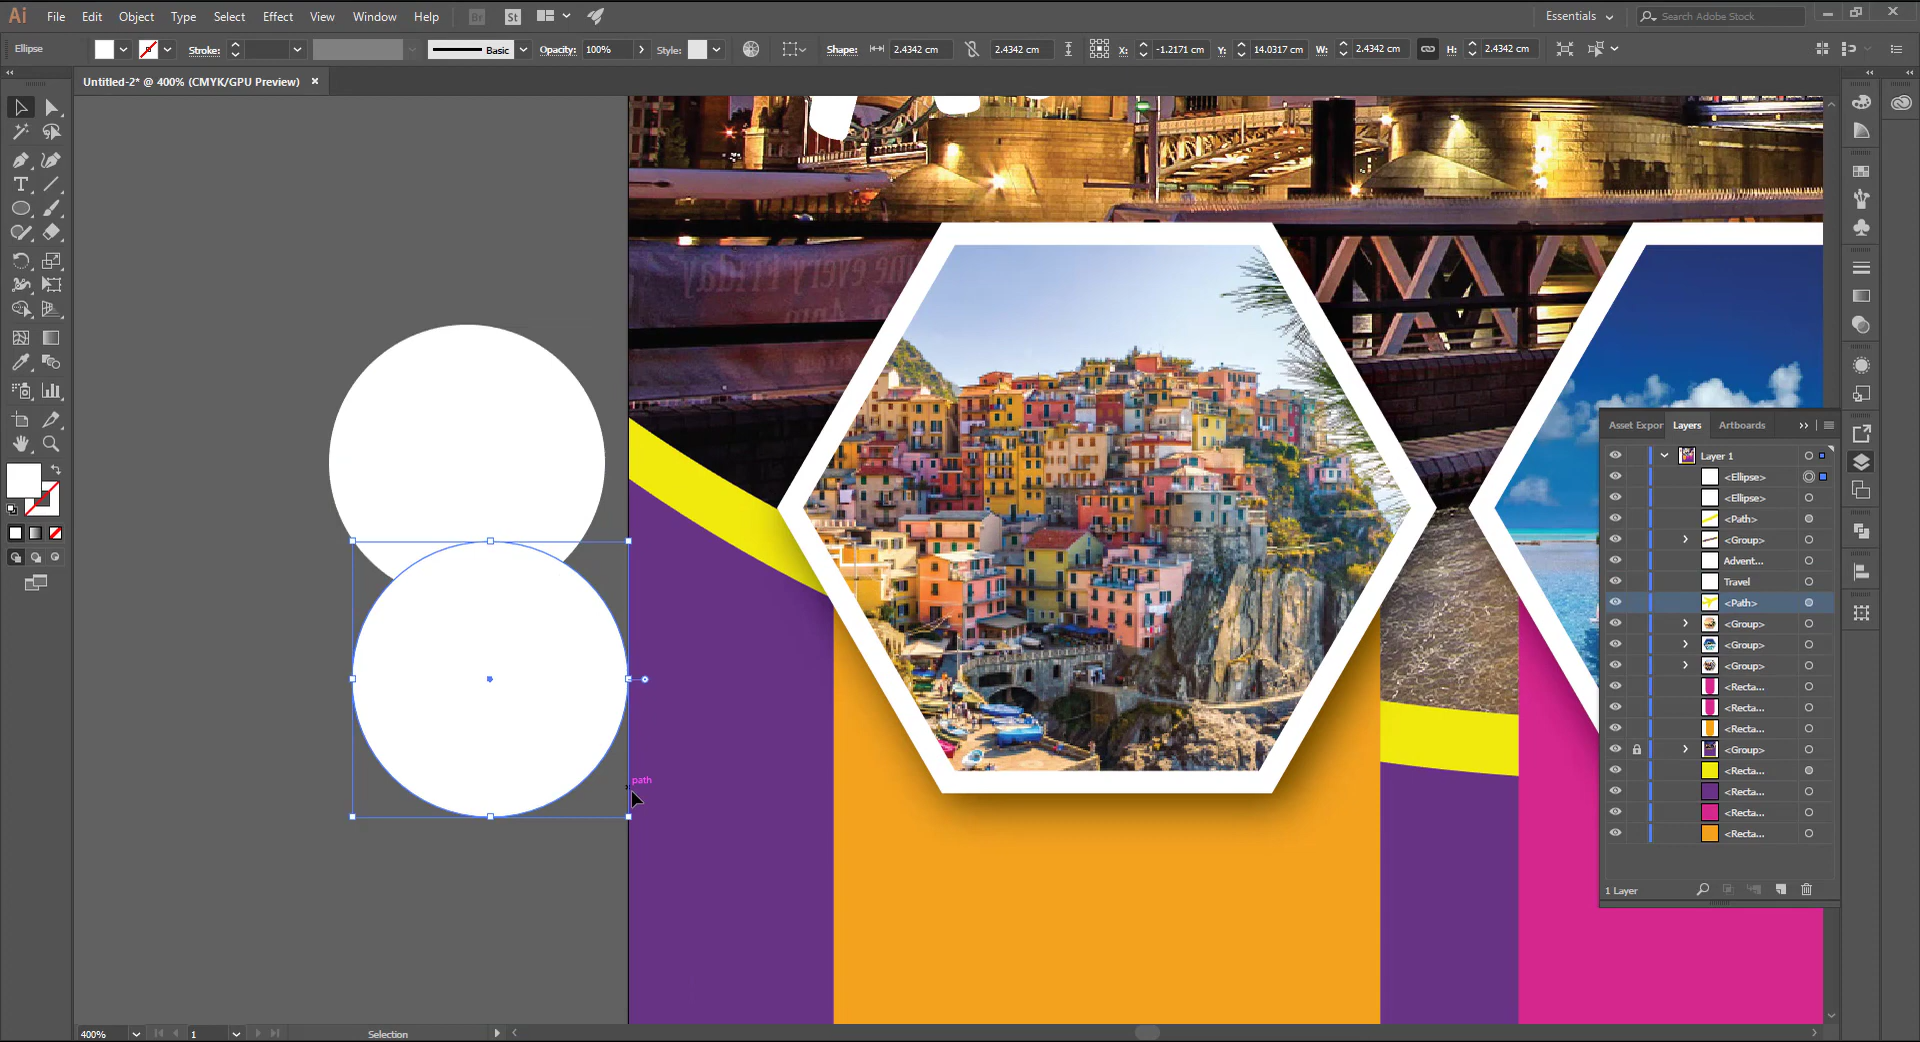 Ai File Edit Object Type Select Effect View Window Help Br St Essentials Search Adobe Stock
Ellipse Stroke: Basic Opacity: 100% Style: Shape: 2.4342 cm 2.4342 cm X: -1.2171 cm Y: 14.0317 cm W: 2.4342 cm H: 2.4342 cm
Untitled-2* @ 400% (CMYK/GPU Preview)
ne every Friday
path
Asset Expor Layers Artboards
Layer 1
<Ellipse>
<Ellipse>
<Path>
<Group>
Advent...
Travel
<Path>
<Group>
<Group>
<Group>
<Recta...
<Recta...
<Recta...
<Group>
<Recta...
<Recta...
<Recta...
<Recta...
1 Layer
400% 1 Selection